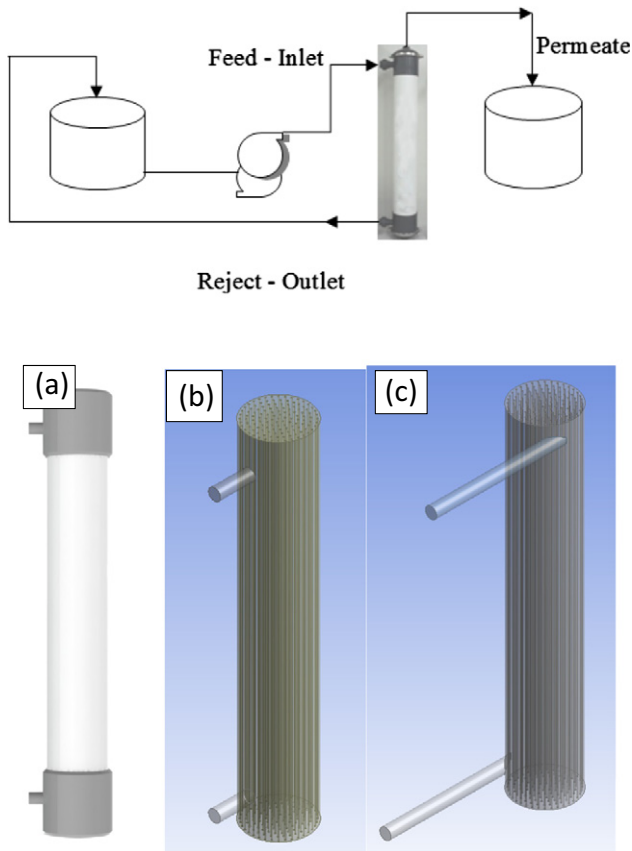 Feed - Inlet
Permeate
Reject - Outlet
(a)
(b)
(c)